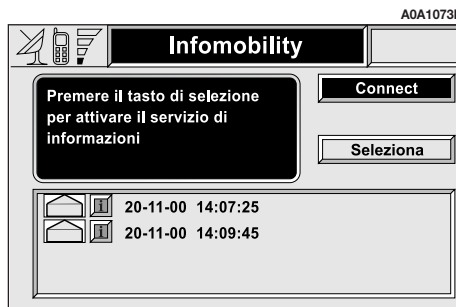 A0A1073
Infomobility
Premere il tasto di selezione
per attivare il servizio di
informazioni
Connect
Seleziona
i 20-11-00 14:07:25
i 20-11-00 14:09:45